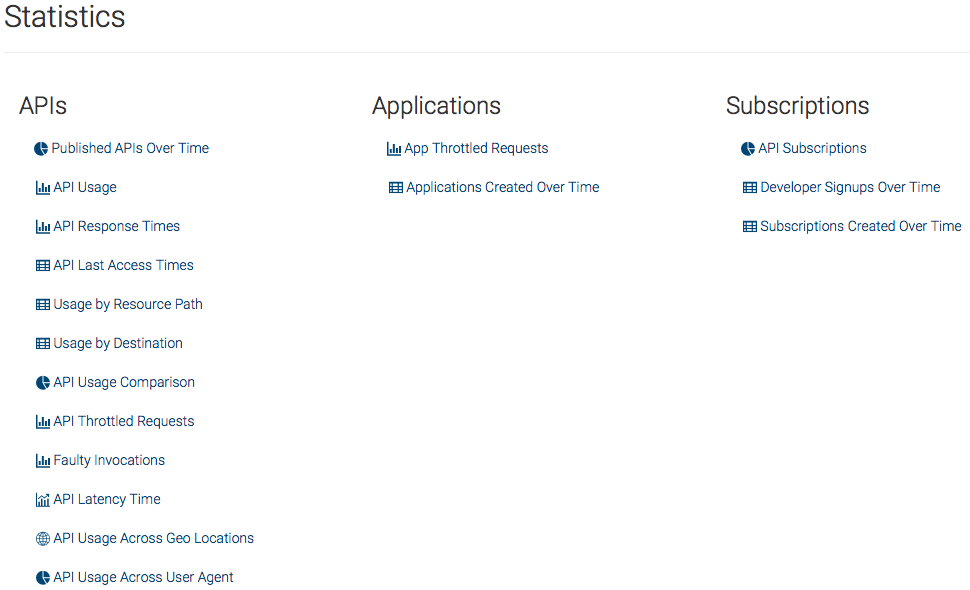 Statistics
APIs
Published APIs Over Time
API Usage
API Response Times
API Last Access Times
Usage by Resource Path
Usage by Destination
API Usage Comparison
API Throttled Requests
Faulty Invocations
API Latency Time
API Usage Across Geo Locations
API Usage Across User Agent
Applications
App Throttled Requests
Applications Created Over Time
Subscriptions
API Subscriptions
Developer Signups Over Time
Subscriptions Created Over Time